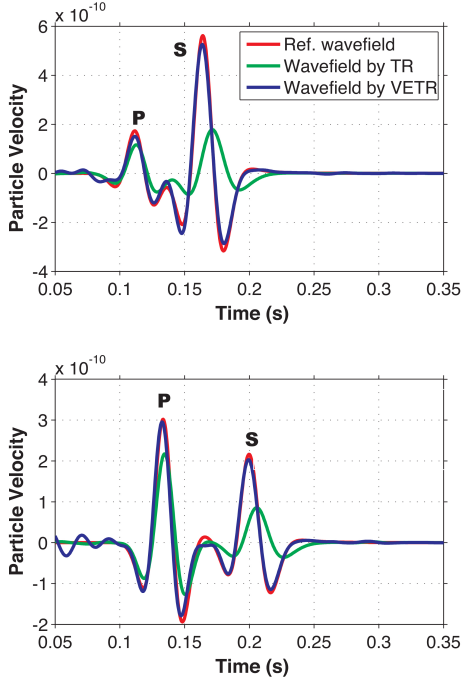 x 10-10
6
4
2
0
-2
-4
Particle Velocity
S
P
Ref. wavefield
Wavefield by TR
Wavefield by VETR
0.05 0.1 0.15 0.2 0.25 0.3 0.35
Time (s)
x 10-10
4
3
2
1
0
-1
-2
Particle Velocity
P
S
0.05 0.1 0.15 0.2 0.25 0.3 0.35
Time (s)